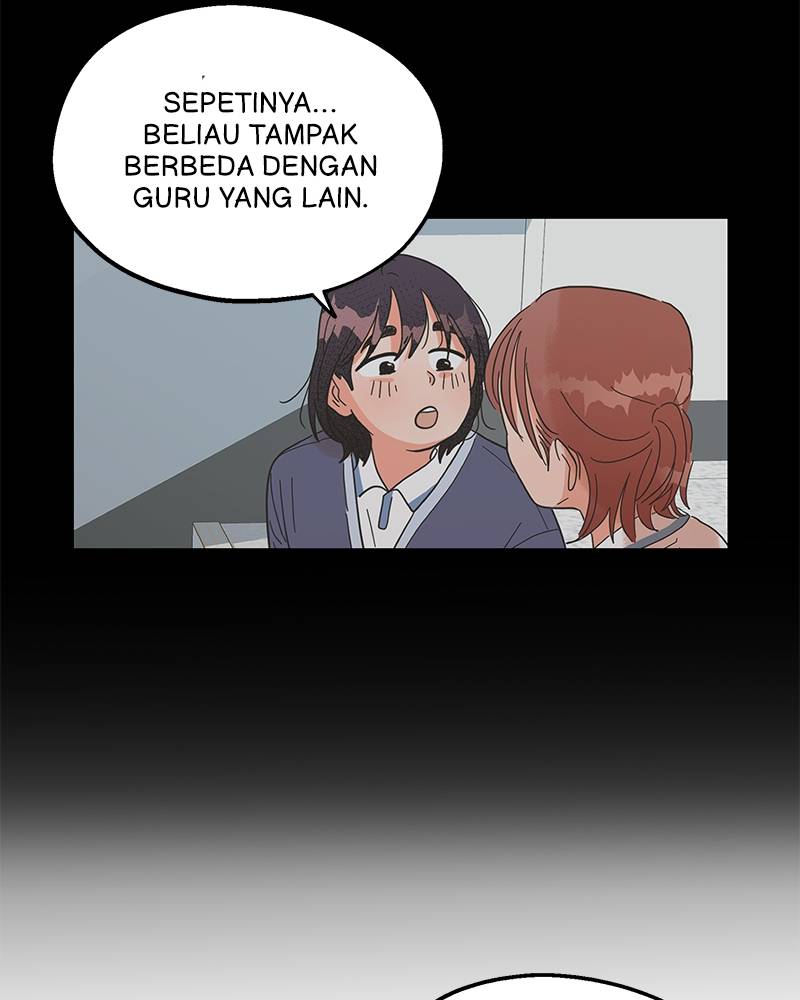 SEPETINYA...
BELIAU TAMPAK
BERBEDA DENGAN
GURU YANG LAIN.